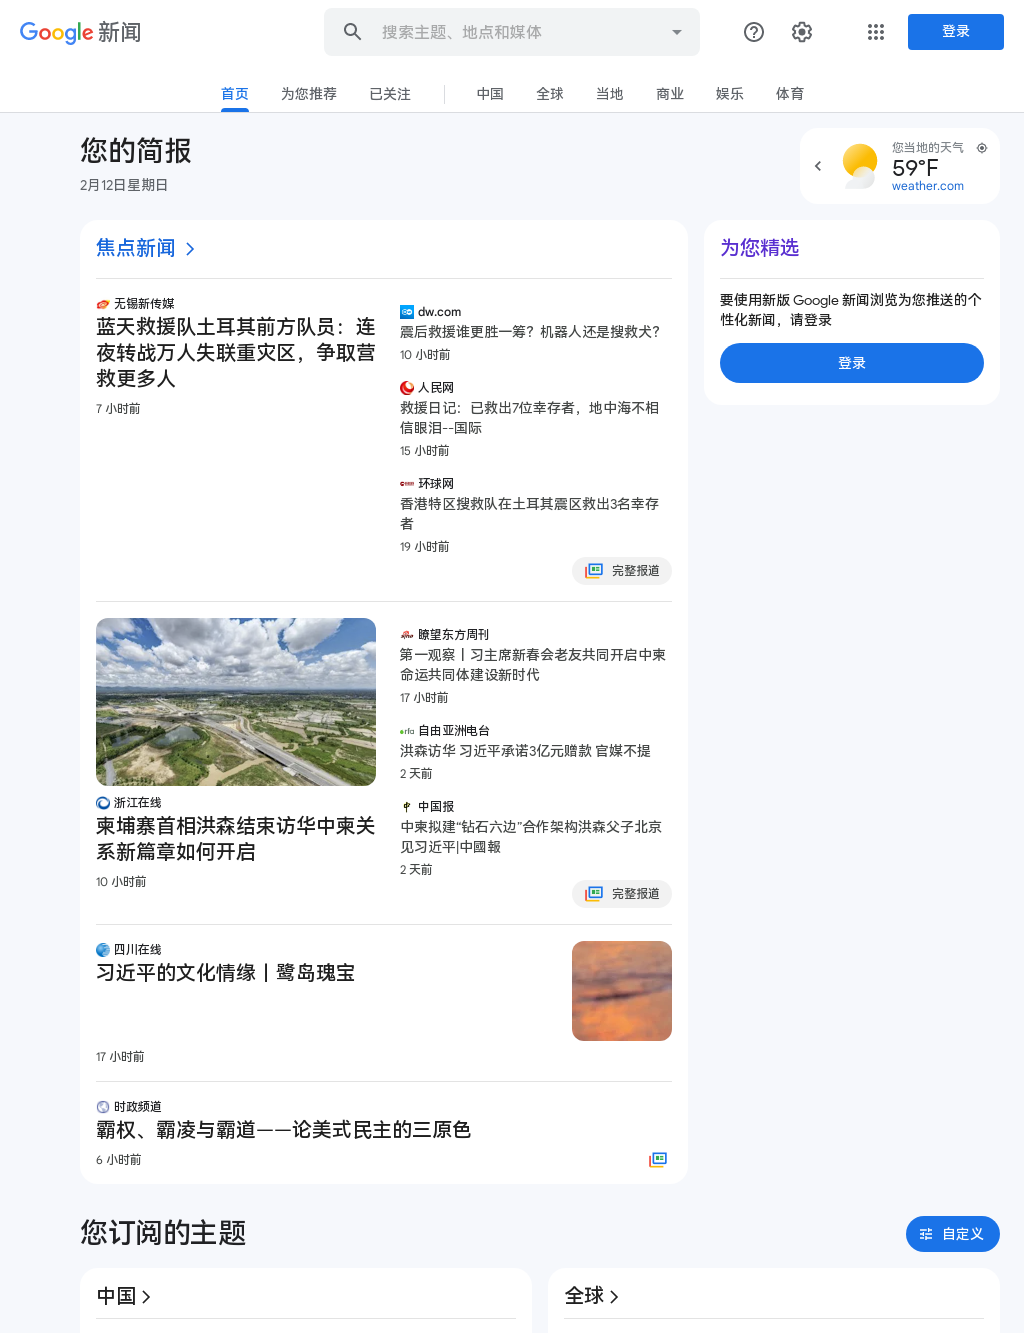 Google 新闻
搜索主题、地点和媒体
登录
首页
为您推荐
已关注
中国
全球
当地
商业
娱乐
体育
您的简报
2月12日星期日
您当地的天气
59°F
weather.com
焦点新闻
无锡新传媒
蓝天救援队土耳其前方队员：连
夜转战万人失联重灾区，争取营
救更多人
7 小时前
dw.com
震后救援谁更胜一筹？机器人还是搜救犬？
10 小时前
人民网
救援日记：已救出7位幸存者，地中海不相
信眼泪--国际
15 小时前
环球网
香港特区搜救队在土耳其震区救出3名幸存
者
19 小时前
完整报道
为您精选
要使用新版 Google 新闻浏览为您推送的个
性化新闻，请登录
登录
浙江在线
柬埔寨首相洪森结束访华中柬关
系新篇章如何开启
10 小时前
瞭望东方周刊
第一观察丨习主席新春会老友共同开启中柬
命运共同体建设新时代
17 小时前
rfa 自由亚洲电台
洪森访华 习近平承诺3亿元赠款 官媒不提
2 天前
中国报
中柬拟建“钻石六边”合作架构洪森父子北京
见习近平|中國報
2 天前
完整报道
四川在线
习近平的文化情缘丨鹭岛瑰宝
17 小时前
时政频道
霸权、霸凌与霸道——论美式民主的三原色
6 小时前
您订阅的主题
自定义
中国
全球